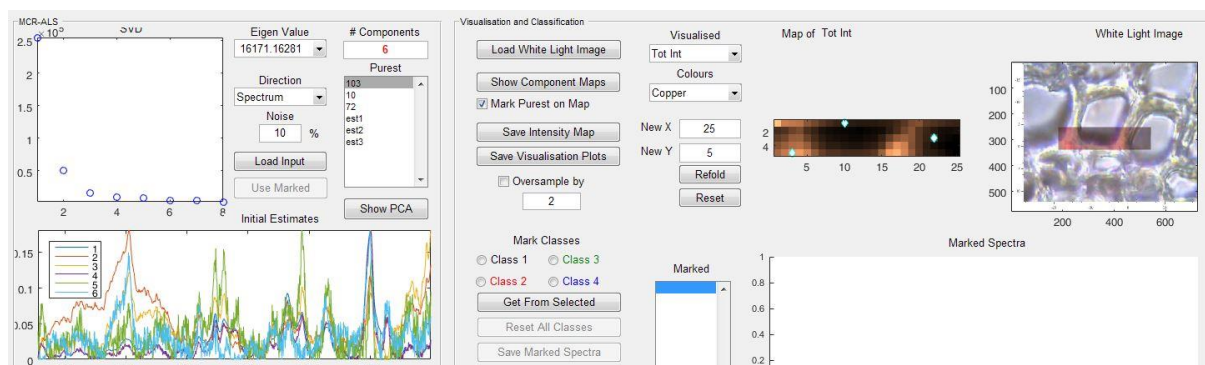 MCR-ALS
×10^5
SVD
2.5
2
1.5
1
0.5
2 4 6 8
Eigen Value
16171.16281
Direction
Spectrum
Noise
10 %
Load Input
Use Marked
# Components
6
Purest
103
10
72
est1
est2
est3
Show PCA
Initial Estimates
0.15
0.1
0.05
0
1
2
3
4
5
6
Visualisation and Classification
Load White Light Image
Show Component Maps
Mark Purest on Map
Save Intensity Map
Save Visualisation Plots
Oversample by
2
Visualised
Tot Int
Colours
Copper
New X 25
New Y 5
Refold
Reset
Map of Tot Int
2
4
5 10 15 20 25
White Light Image
100
200
300
400
500
200 400 600
Mark Classes
Class 1 Class 3
Class 2 Class 4
Get From Selected
Reset All Classes
Save Marked Spectra
Marked
Marked Spectra
1
0.8
0.6
0.4
0.2